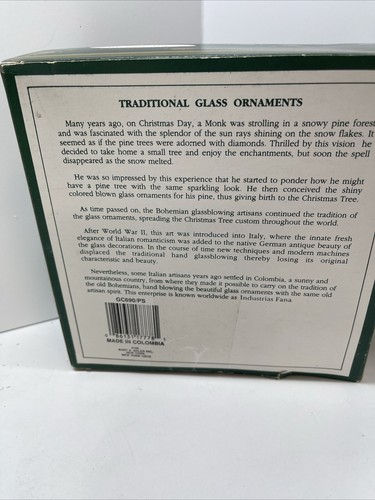 TRADITIONAL GLASS ORNAMENTS
Many years ago, on Christmas Day, a Monk was strolling in a snowy pine forest
and was fascinated with the splendor of the sun rays shining on the snow flakes. It
seemed as if the pine trees were adorned with diamonds. Thrilled by this vision he
decided to take home a small tree and enjoy the enchantments, but soon the spell
disappeared as the snow melted.
He was so impressed by this experience that he started to ponder how he might
have a pine tree with the same sparkling look. He then conceived the shiny
colored blown glass ornaments for his pine, thus giving birth to the Christmas Tree.
As time passed on, the Bohemian glassblowing artisans continued the tradition of
the glass ornaments, spreading the Christmas Tree custom throughout the world.
After World War II, this art was introduced into Italy, where the innate fresh
elegance of Italian romanticism was added to the native German antique beauty of
the glass decorations. In the course of time new techniques and modern machines
displaced the traditional hand glassblowing thereby losing its original
characteristic and beauty.
Nevertheless, some Italian artisans years ago settled in Colombia, a sunny and
mountainous country, from where they made it possible to carry on the tradition of
the old Bohemians, hand blowing the beautiful glass ornaments with the same old
artisan spirit. This enterprise is known worldwide as Industrias Fana.
GC690/PS
MADE IN COLOMBIA
FOR
NEW YORK